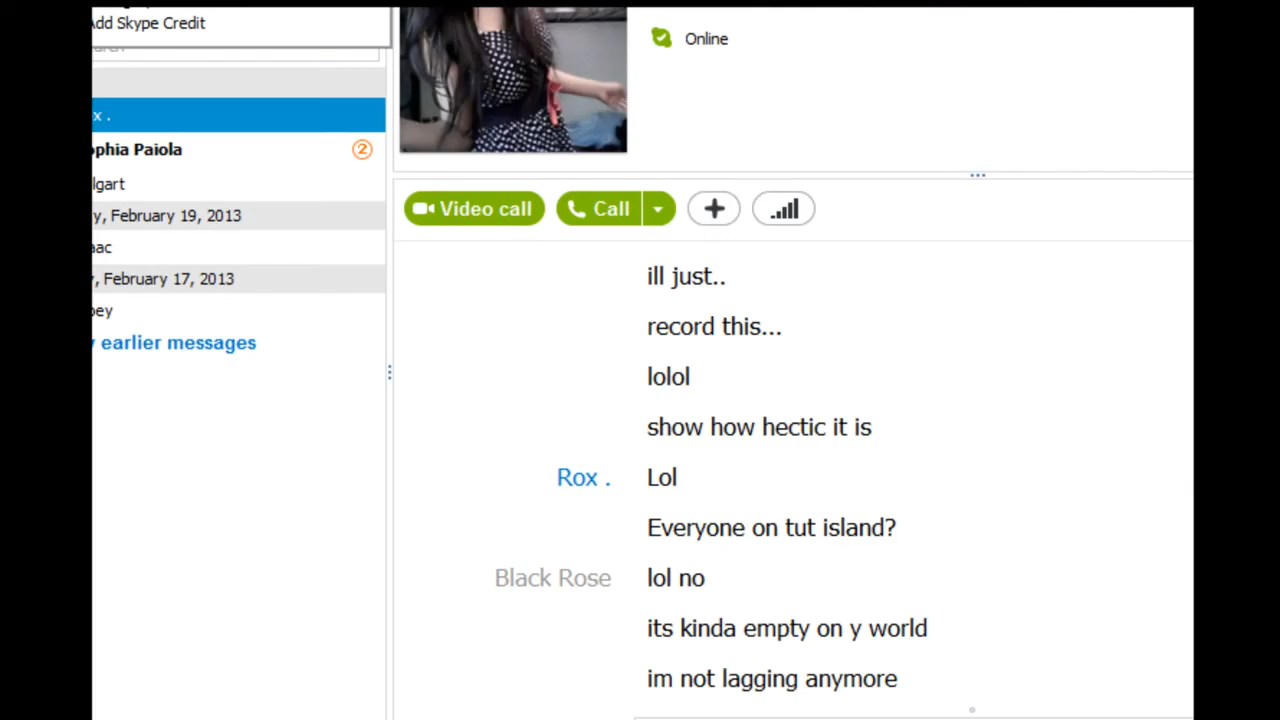 Add Skype Credit
Online
x .
ophia Paiola
2
lgart
y, February 19, 2013
aac
y, February 17, 2013
bey
y earlier messages
Video call
Call
ill just..
record this...
lolol
show how hectic it is
Rox . Lol
Everyone on tut island?
Black Rose lol no
its kinda empty on y world
im not lagging anymore